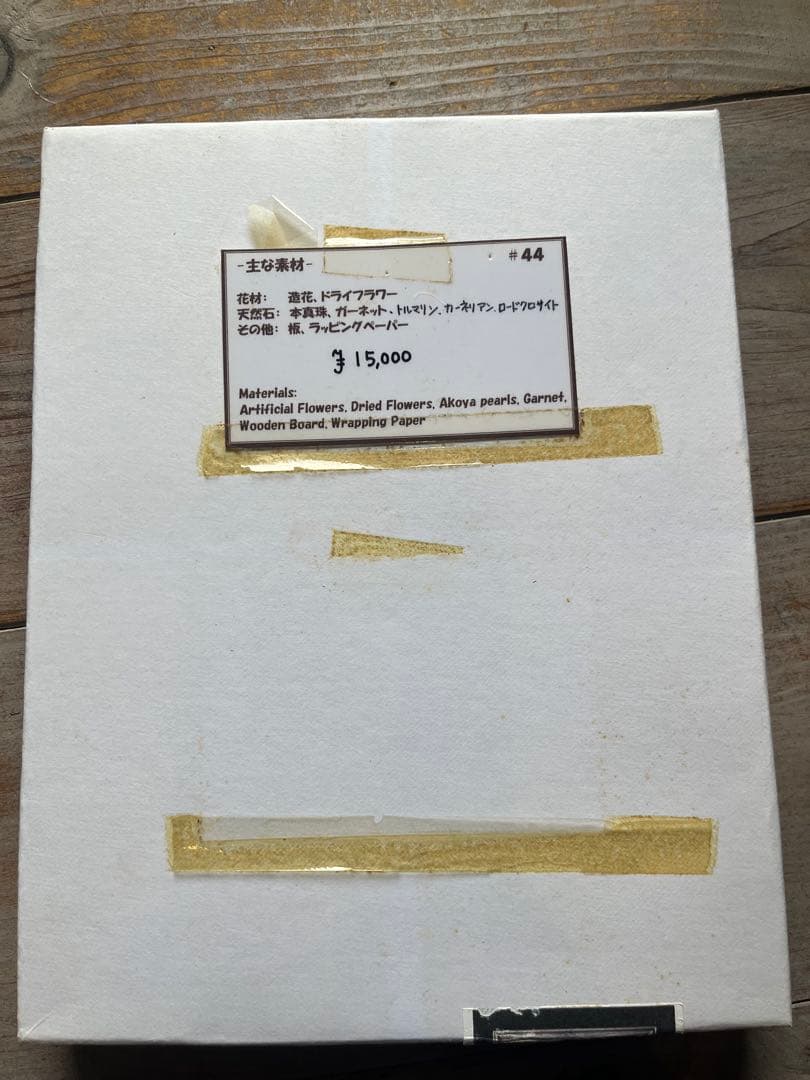 -主な素材-
#44
花材: 造花、ドライフラワー
天然石: 本真珠、ガーネット、トルマリン、カーネリアン、ロードクロサイト
その他: 板、ラッピングペーパー
15,000
Materials:
Artificial Flowers, Dried Flowers, Akoya pearls, Garnet,
Wooden Board, Wrapping Paper